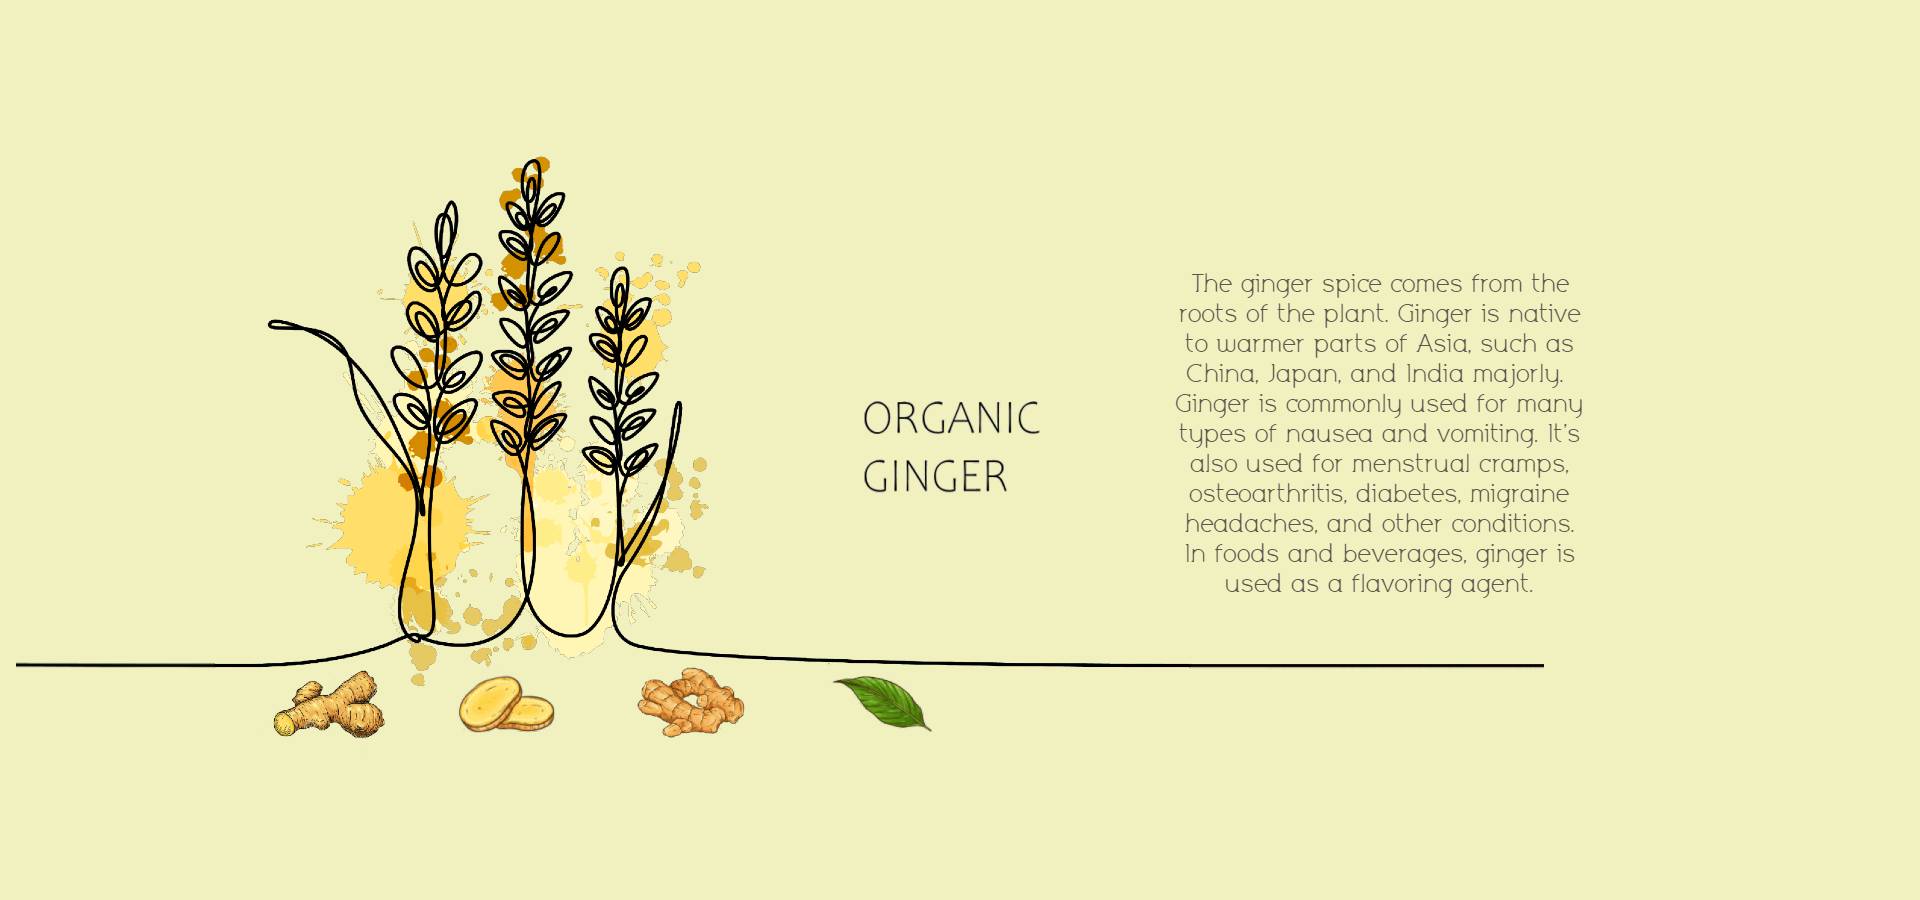 ORGANIC
GINGER
The ginger spice comes from the
roots of the plant. Ginger is native
to warmer parts of Asia, such as
China, Japan, and India majorly.
Ginger is commonly used for many
types of nausea and vomiting. It's
also used for menstrual cramps,
osteoarthritis, diabetes, migraine
headaches, and other conditions.
In foods and beverages, ginger is
used as a flavoring agent.